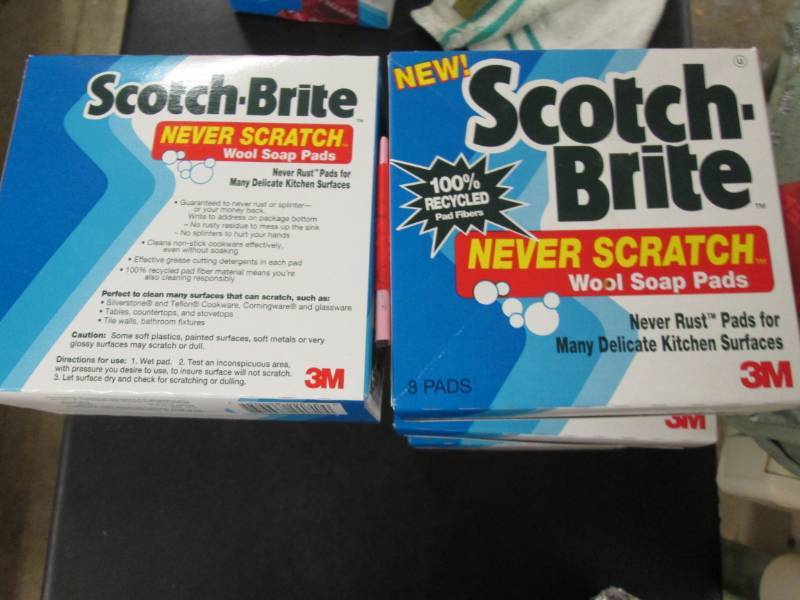 Scotch-Brite™
NEVER SCRATCH™
Wool Soap Pads
Never Rust™ Pads for
Many Delicate Kitchen Surfaces
• Guaranteed to never rust or splinter—
or your money back.
Write to address on package bottom
– No rusty residue to mess up the sink
– No splinters to hurt your hands
• Cleans non-stick cookware effectively,
even without soaking
• Effective grease cutting detergents in each pad
• 100% recycled pad fiber material means you're
also cleaning responsibly
Perfect to clean many surfaces that can scratch, such as:
• Silverstone® and Teflon® Cookware, Corningware® and glassware
• Tables, countertops, and stovetops
• Tile walls, bathroom fixtures
Caution: Some soft plastics, painted surfaces, soft metals or very
glossy surfaces may scratch or dull.
Directions for use: 1. Wet pad. 2. Test an inconspicuous area,
with pressure you desire to use, to insure surface will not scratch.
3. Let surface dry and check for scratching or dulling.
3M
NEW!
Scotch-
Brite™
100%
RECYCLED
Pad Fibers
NEVER SCRATCH™
Wool Soap Pads
Never Rust™ Pads for
Many Delicate Kitchen Surfaces
8 PADS
3M
3M